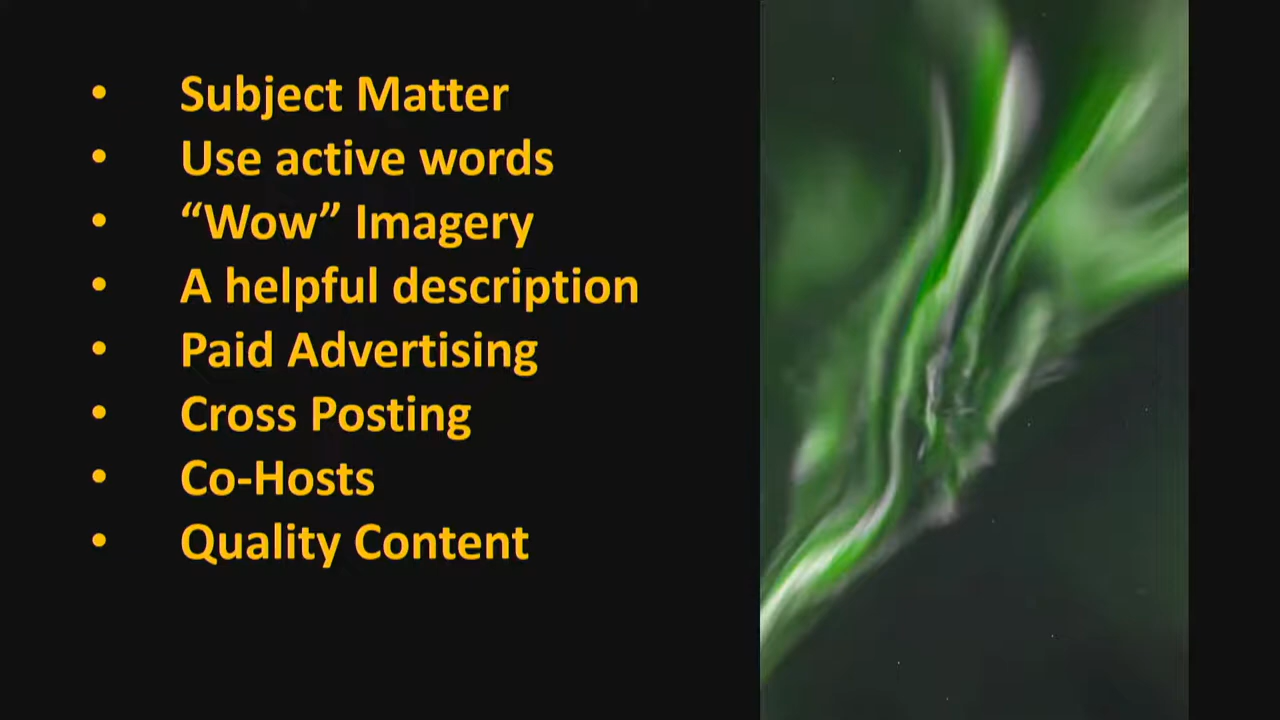 • Subject Matter
• Use active words
• “Wow” Imagery
• A helpful description
• Paid Advertising
• Cross Posting
• Co-Hosts
• Quality Content